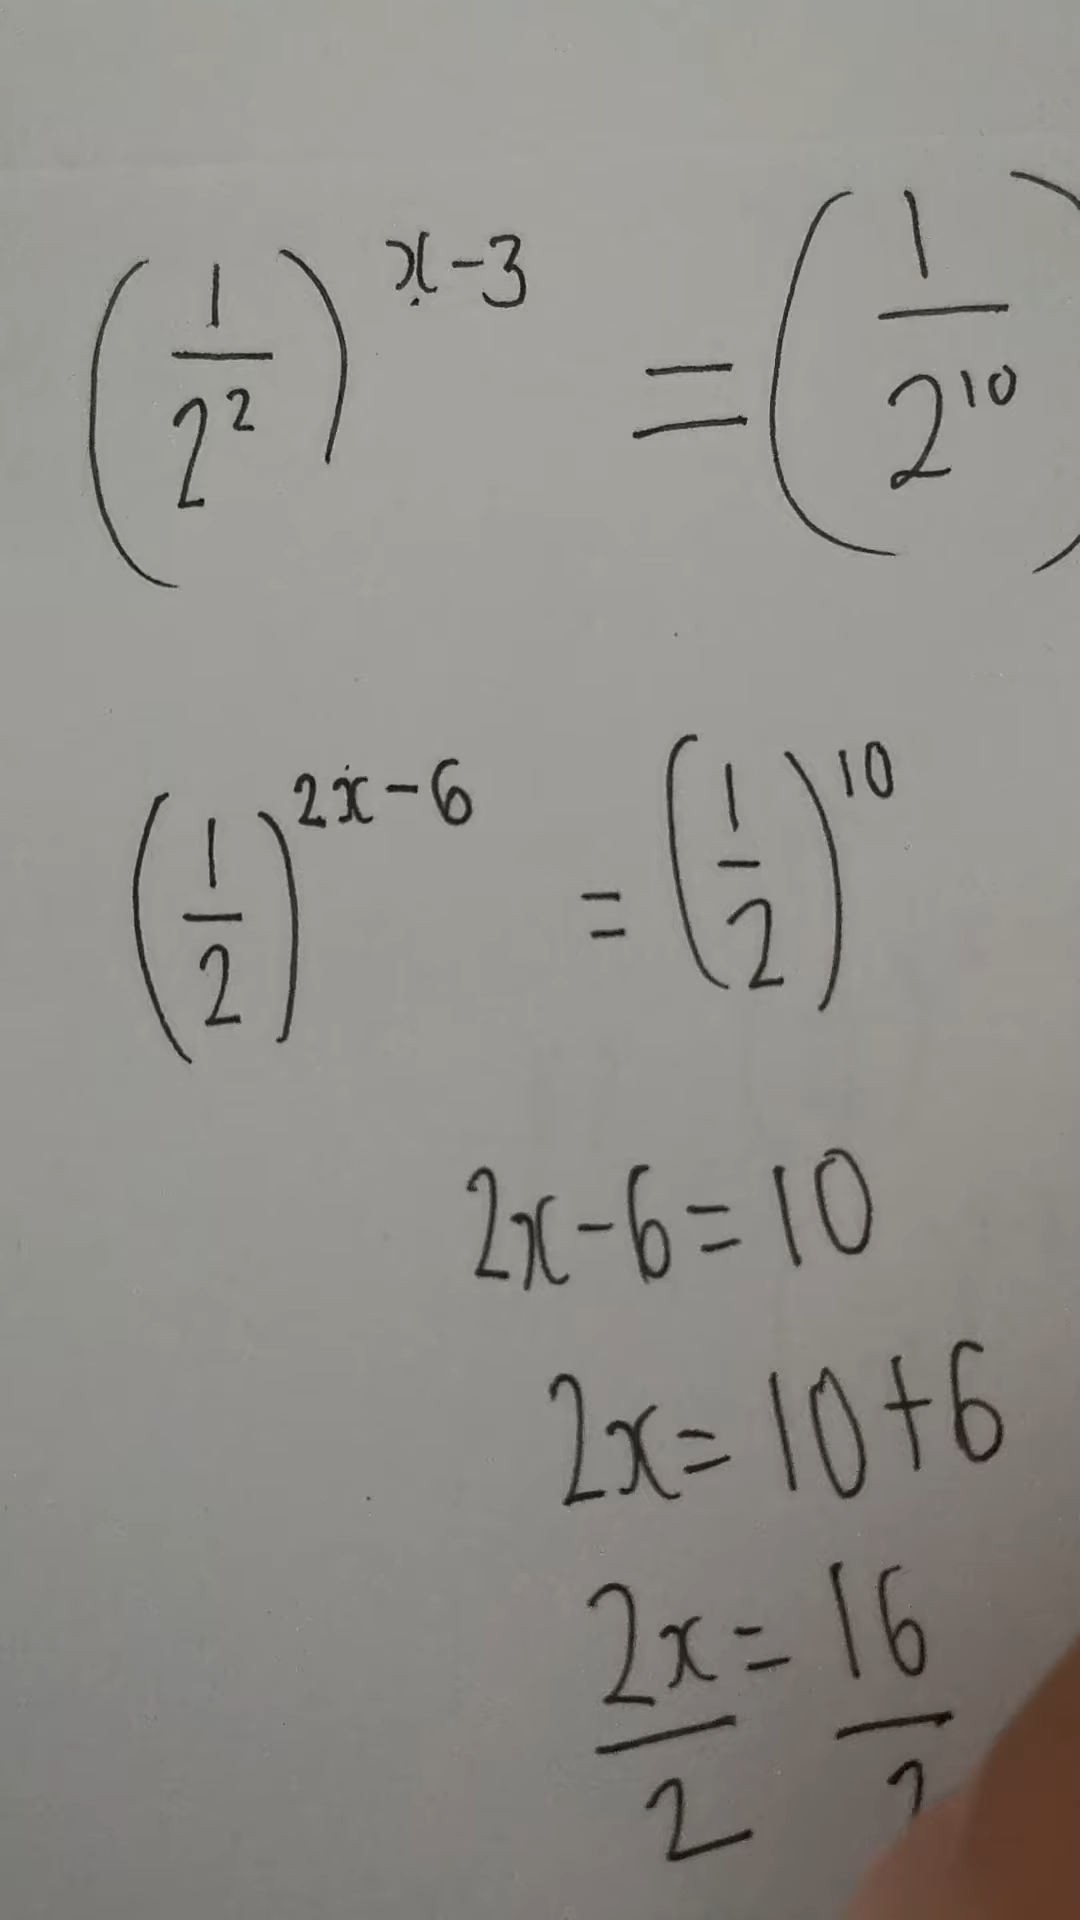 (1/2²)^(x-3) = (1/2¹⁰)
(1/2)^(2x-6) = (1/2)^10
2x-6=10
2x=10+6
2x/2=16/2